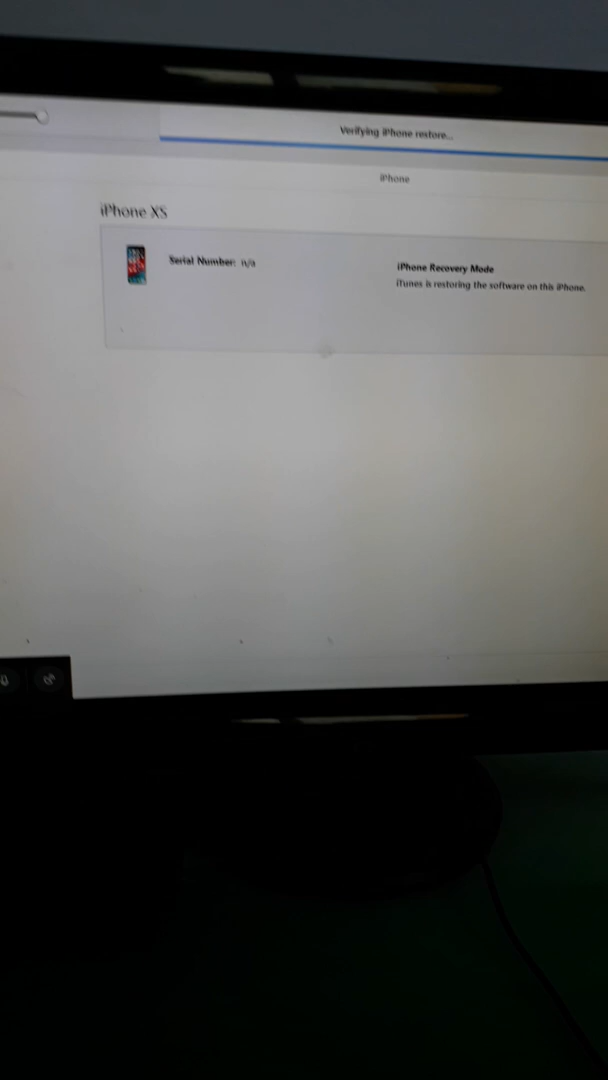 Verifying iPhone restore...
iPhone
iPhone XS
Serial Number: n/a
iPhone Recovery Mode
iTunes is restoring the software on this iPhone.